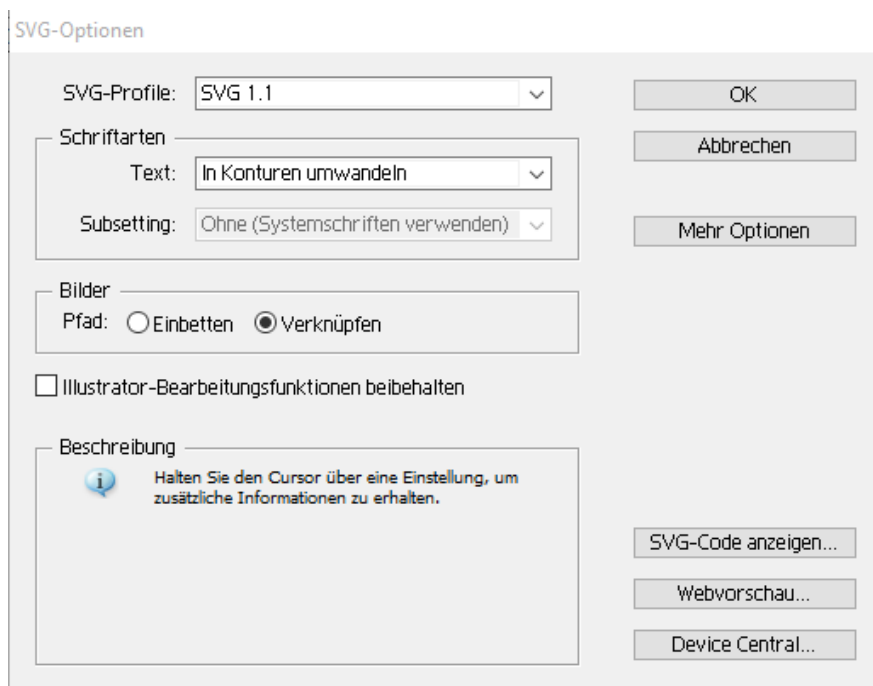 SVG-Optionen
SVG-Profile: SVG 1.1
OK
Schriftarten
Abbrechen
Text: In Konturen umwandeln
Subsetting: Ohne (Systemschriften verwenden)
Mehr Optionen
Bilder
Pfad: Einbetten Verknüpfen
Illustrator-Bearbeitungsfunktionen beibehalten
Beschreibung
Halten Sie den Cursor über eine Einstellung, um
zusätzliche Informationen zu erhalten.
SVG-Code anzeigen...
Webvorschau...
Device Central...